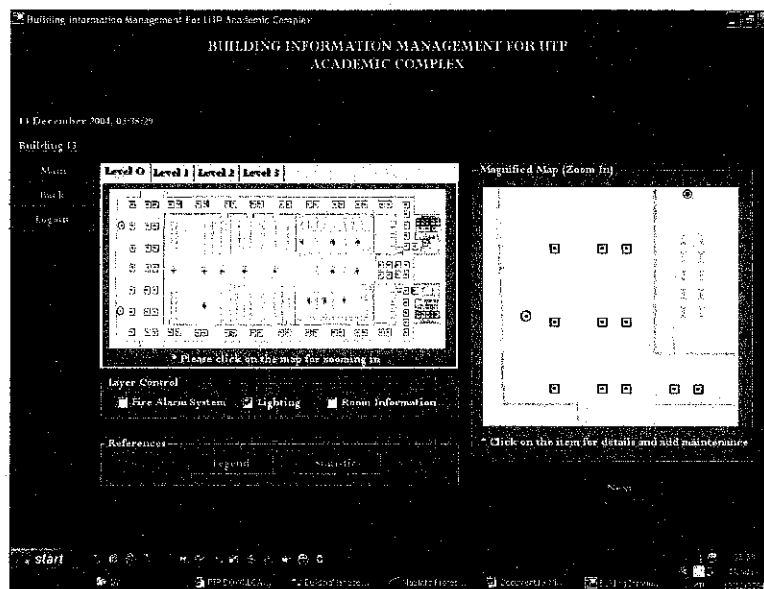 Building Information Management For UTP Academic Complex
BUILDING INFORMATION MANAGEMENT FOR UTP
ACADEMIC COMPLEX
Building 13
Main
Back
Logout
Level 0 Level 1 Level 2 Level 3
* Please click on the map for zooming in
Layer Control
Fire Alarm System Lighting Room Information
References
Legend Statistic
Magnified Map (Zoom In)
* Click on the item for details and add maintenance
Next
start